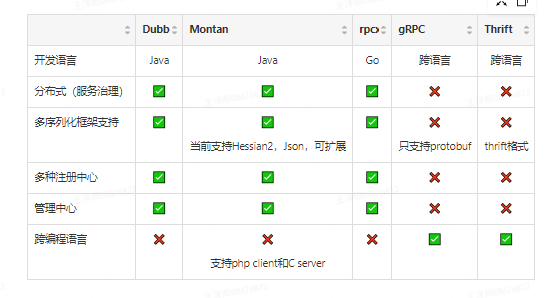 Dubb Montan rpcx gRPC Thrift
开发语言 Java Java Go 跨语言 跨语言
分布式（服务治理） ✅ ✅ ✅ ❌ ❌
多序列化框架支持 ✅ ✅ ✅ ❌ ❌
当前支持Hessian2，Json，可扩展 只支持protobuf thrift格式
多种注册中心 ✅ ✅ ✅ ❌ ❌
管理中心 ✅ ✅ ✅ ❌ ❌
跨编程语言 ❌ ❌ ❌ ✅ ✅
支持php client和C server